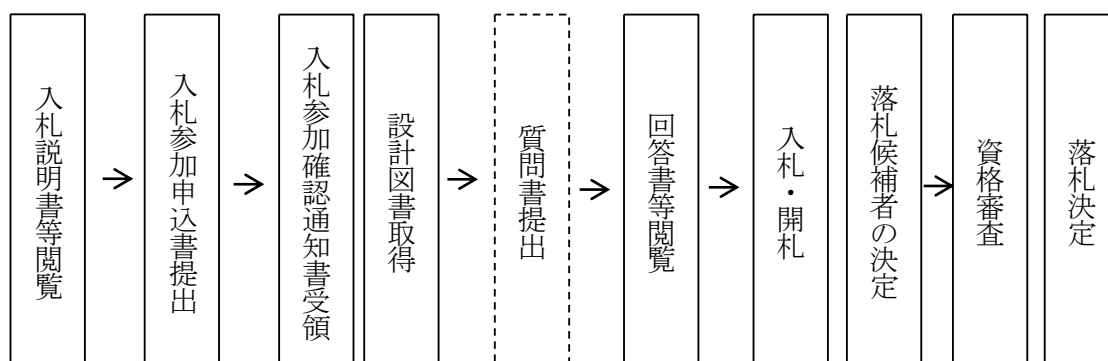 入札説明書等閲覧
入札参加申込書提出
入札参加確認通知書受領
設計図書取得
質問書提出
回答書等閲覧
入札・開札
落札候補者の決定
資格審査
落札決定